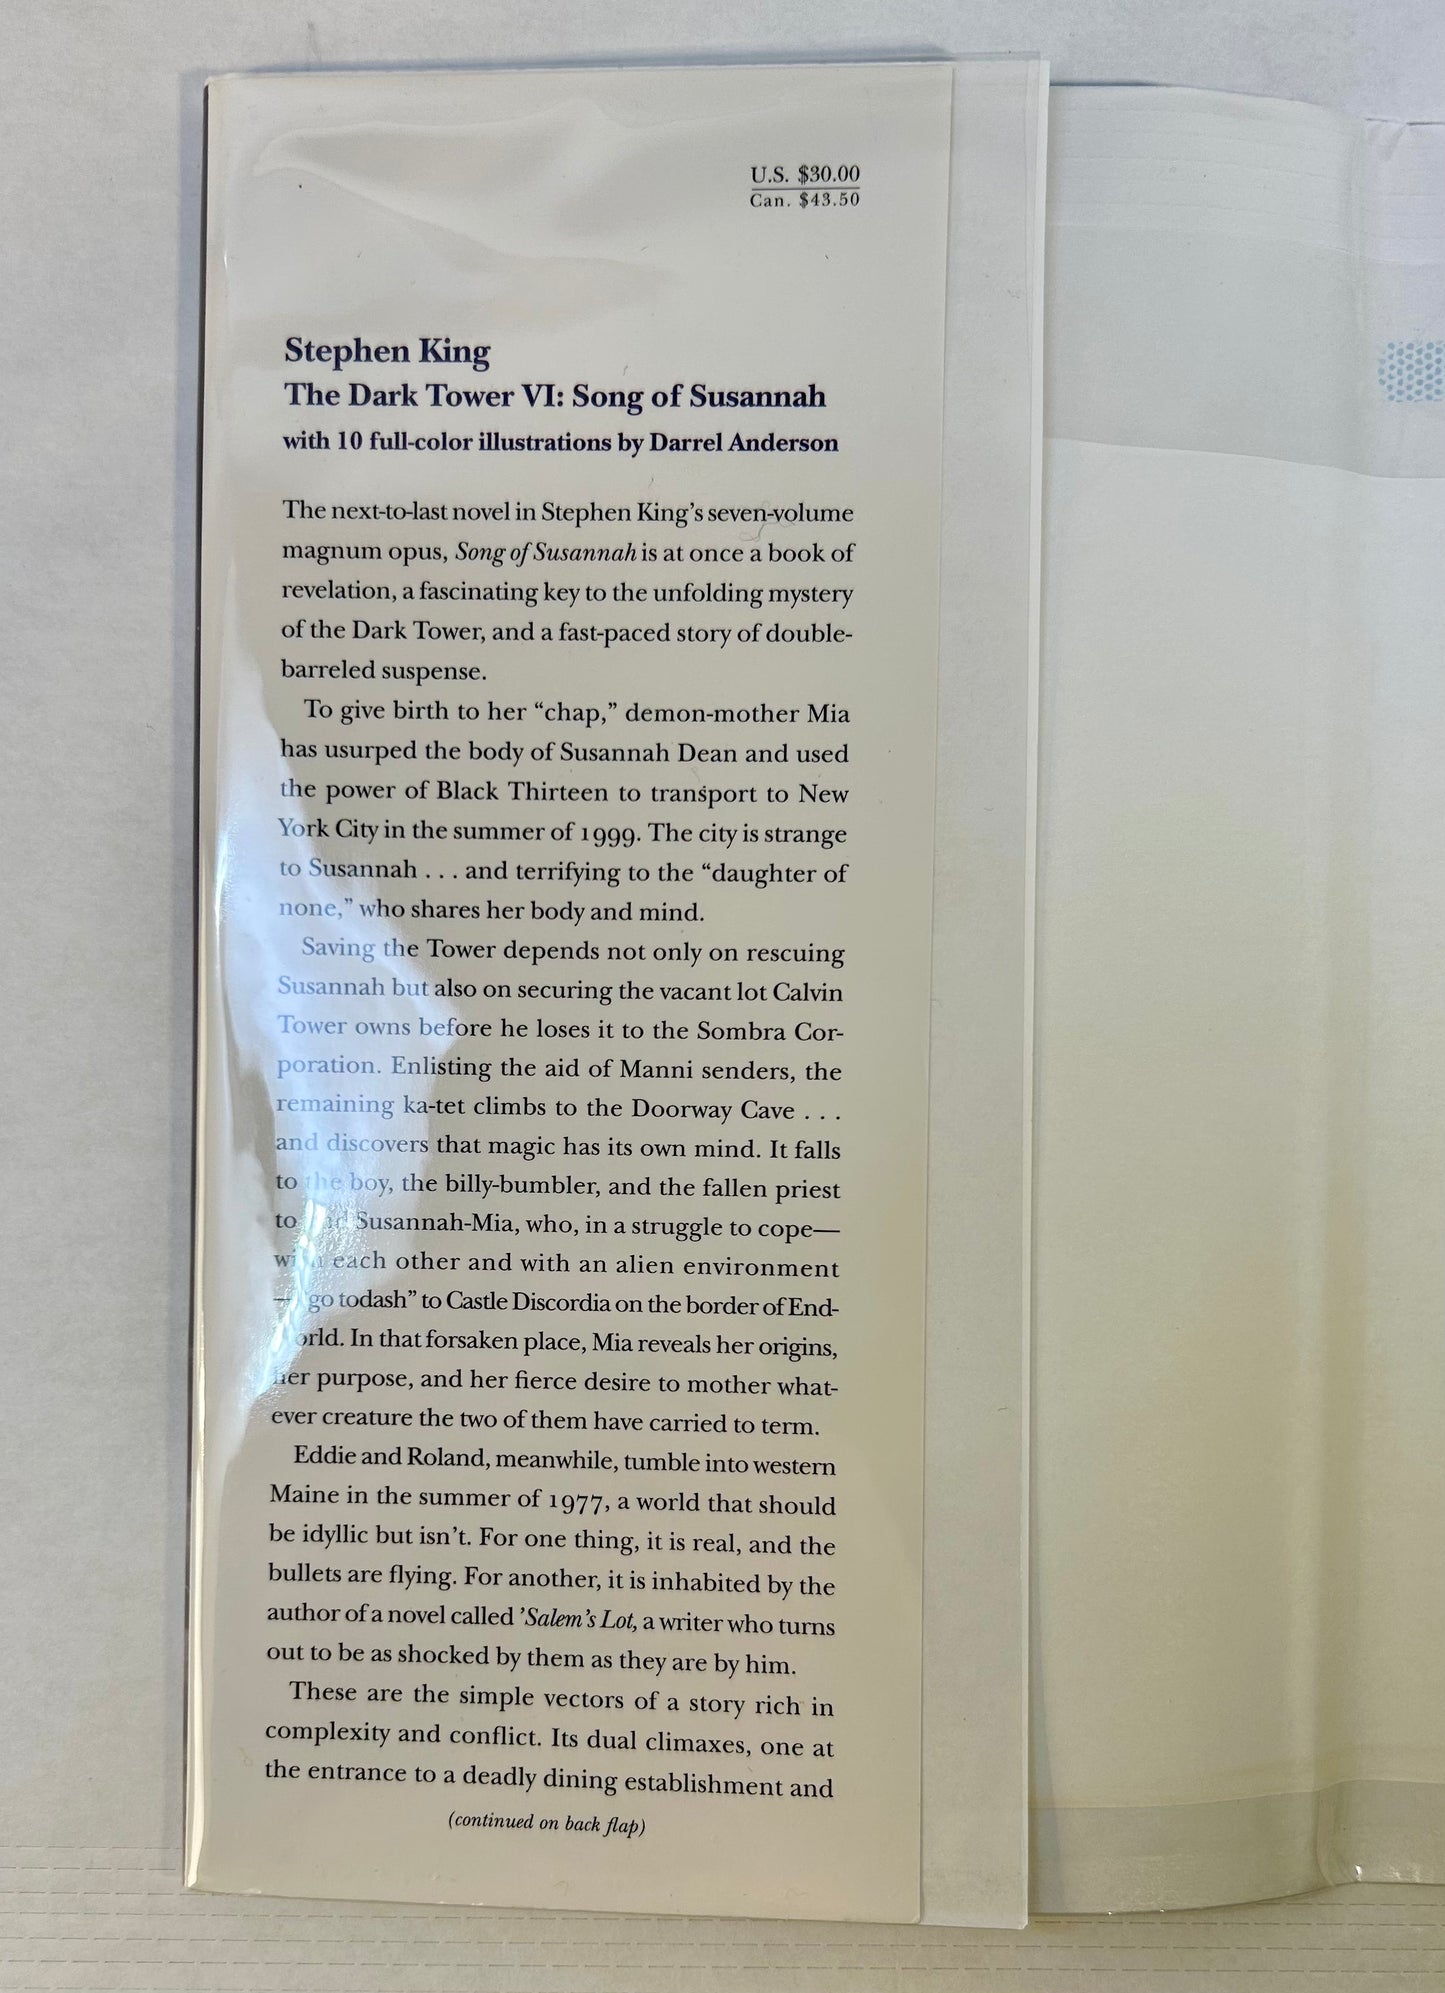 U.S. $30.00
Can. $43.50
Stephen King
The Dark Tower VI: Song of Susannah
with 10 full-color illustrations by Darrel Anderson
The next-to-last novel in Stephen King’s seven-volume
magnum opus, Song of Susannah is at once a book of
revelation, a fascinating key to the unfolding mystery
of the Dark Tower, and a fast-paced story of double-
barreled suspense.
To give birth to her “chap,” demon-mother Mia
has usurped the body of Susannah Dean and used
the power of Black Thirteen to transport to New
York City in the summer of 1999. The city is strange
to Susannah . . . and terrifying to the “daughter of
none,” who shares her body and mind.
Saving the Tower depends not only on rescuing
Susannah but also on securing the vacant lot Calvin
Tower owns before he loses it to the Sombra Cor-
poration. Enlisting the aid of Manni senders, the
remaining ka-tet climbs to the Doorway Cave . . .
and discovers that magic has its own mind. It falls
to the boy, the billy-bumbler, and the fallen priest
to Susannah-Mia, who, in a struggle to cope—
with each other and with an alien environment
—“go todash” to Castle Discordia on the border of End-
World. In that forsaken place, Mia reveals her origins,
her purpose, and her fierce desire to mother what-
ever creature the two of them have carried to term.
Eddie and Roland, meanwhile, tumble into western
Maine in the summer of 1977, a world that should
be idyllic but isn’t. For one thing, it is real, and the
bullets are flying. For another, it is inhabited by the
author of a novel called ’Salem’s Lot, a writer who turns
out to be as shocked by them as they are by him.
These are the simple vectors of a story rich in
complexity and conflict. Its dual climaxes, one at
the entrance to a deadly dining establishment and
(continued on back flap)